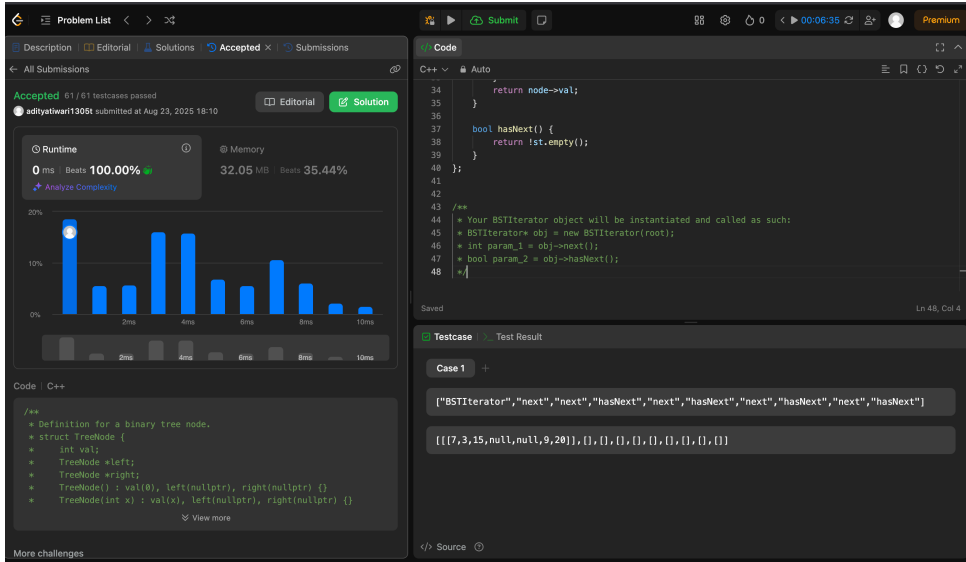 Problem List
Submit
0
00:06:35
Premium
Description
Editorial
Solutions
Accepted
Submissions
All Submissions
Accepted 61 / 61 testcases passed
adityatiwari1305t submitted at Aug 23, 2025 18:10
Editorial
Solution
Runtime
0 ms | Beats 100.00%
Analyze Complexity
Memory
32.05 MB | Beats 35.44%
20%
10%
0%
2ms 4ms 6ms 8ms 10ms
2ms 4ms 6ms 8ms 10ms
Code | C++
/**
* Definition for a binary tree node.
* struct TreeNode {
* int val;
* TreeNode *left;
* TreeNode *right;
* TreeNode() : val(0), left(nullptr), right(nullptr) {}
* TreeNode(int x) : val(x), left(nullptr), right(nullptr) {}
View more
More challenges
</> Code
C++ Auto
34 return node->val;
35 }
36
37 bool hasNext() {
38 return !st.empty();
39 }
40 };
41
42
43 /**
44 * Your BSTIterator object will be instantiated and called as such:
45 * BSTIterator* obj = new BSTIterator(root);
46 * int param_1 = obj->next();
47 * bool param_2 = obj->hasNext();
48 */
Saved
Ln 48, Col 4
Testcase | >_ Test Result
Case 1 +
["BSTIterator","next","next","hasNext","next","hasNext","next","hasNext","next","hasNext"]
[[[7,3,15,null,null,9,20]],[],[],[],[],[],[],[],[],[]]
</> Source